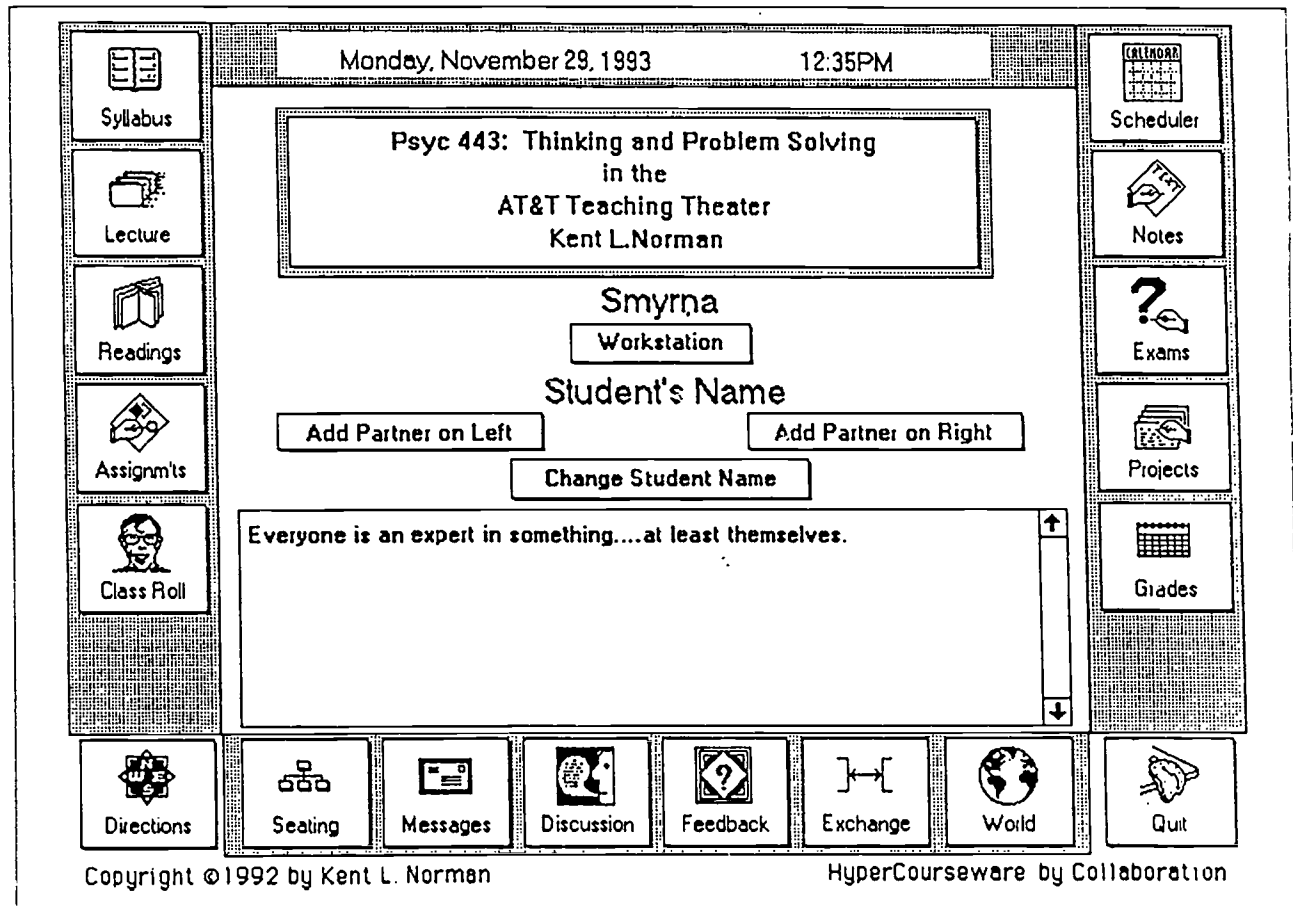 Monday, November 29, 1993 12:35PM
Syllabus
Lecture
Readings
Assignm'ts
Class Roll
Psyc 443: Thinking and Problem Solving
in the
AT&T Teaching Theater
Kent L.Norman
Smyrna
Workstation
Student's Name
Add Partner on Left
Add Partner on Right
Change Student Name
Everyone is an expert in something....at least themselves.
CALENDAR
Scheduler
TEXT
Notes
?
Exams
Projects
Grades
N
W E
S
Directions
Seating
Messages
Discussion
?
Feedback
Exchange
World
Quit
Copyright ©1992 by Kent L. Norman
HyperCourseware by Collaboration